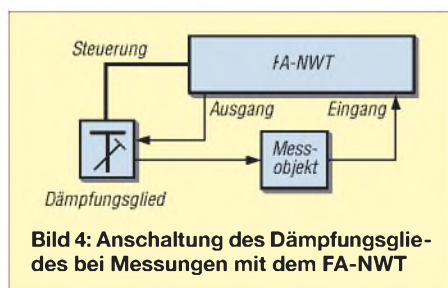 Steuerung
FA-NWT
Ausgang
Eingang
Mess-
objekt
Dämpfungsglied
Bild 4: Anschaltung des Dämpfungsglie-
des bei Messungen mit dem FA-NWT